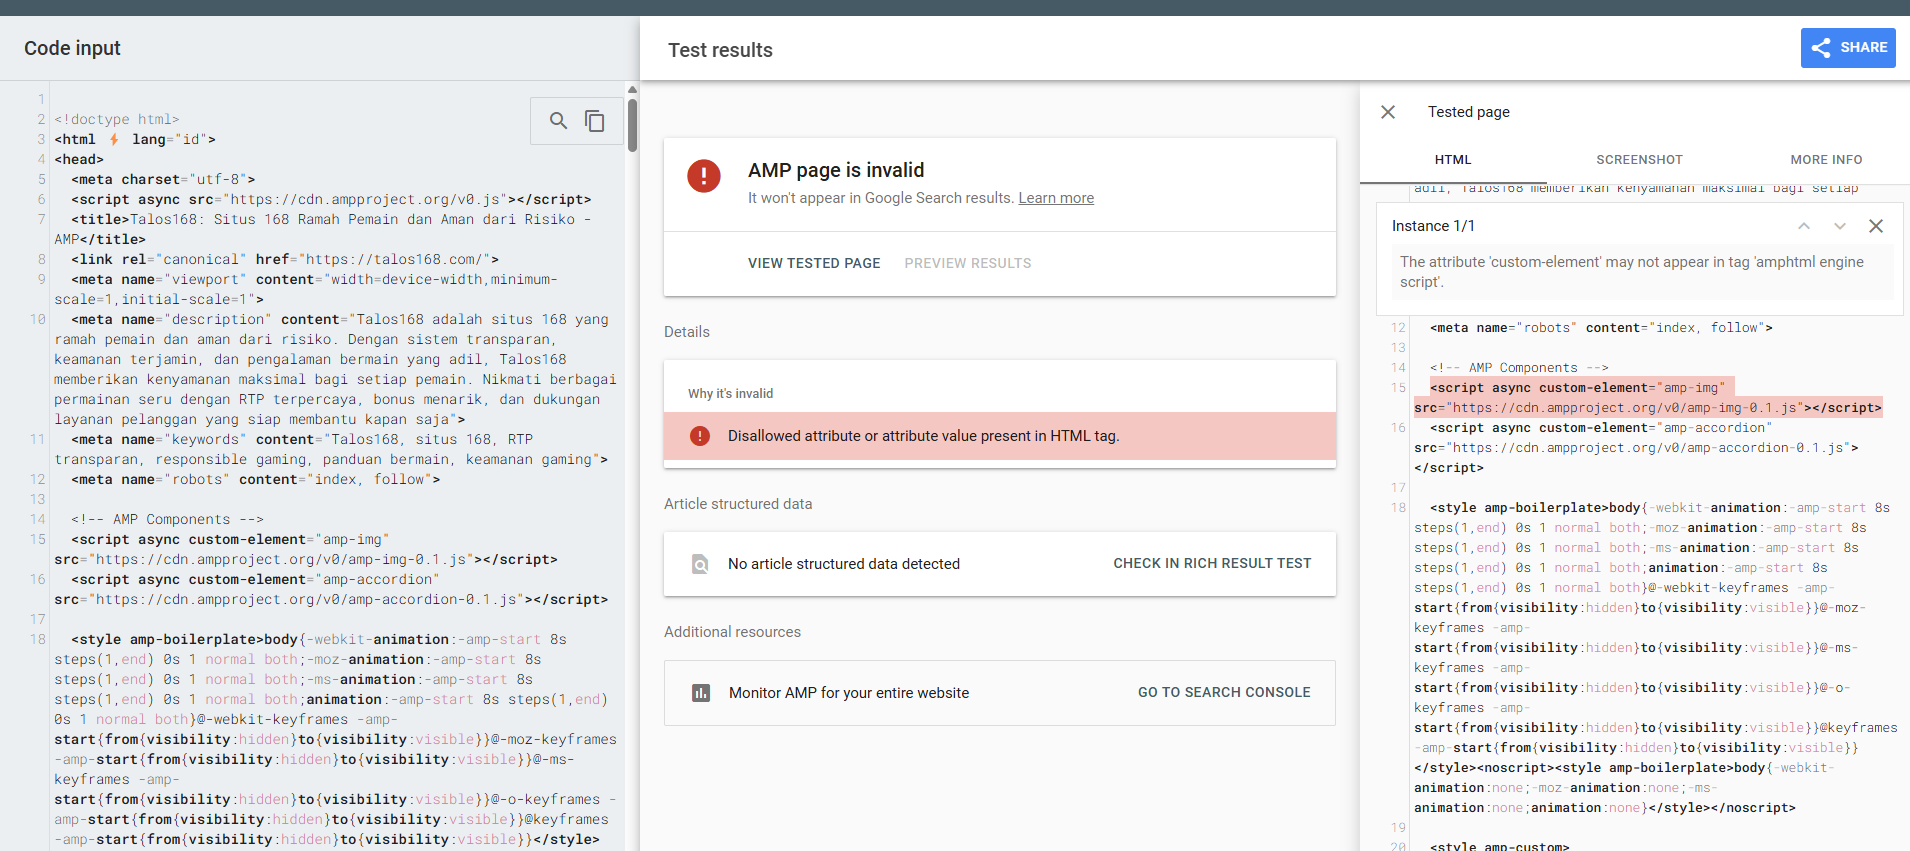 Code input
1
2 <!doctype html>
3 <html ⚡ lang="id">
4 <head>
5 <meta charset="utf-8">
6 <script async src="https://cdn.ampproject.org/v0.js"></script>
7 <title>Talos168: Situs 168 Ramah Pemain dan Aman dari Risiko -
AMP</title>
8 <link rel="canonical" href="https://talos168.com/">
9 <meta name="viewport" content="width=device-width,minimum-
scale=1,initial-scale=1">
10 <meta name="description" content="Talos168 adalah situs 168 yang
ramah pemain dan aman dari risiko. Dengan sistem transparan,
keamanan terjamin, dan pengalaman bermain yang adil, Talos168
memberikan kenyamanan maksimal bagi setiap pemain. Nikmati berbagai
permainan seru dengan RTP terpercaya, bonus menarik, dan dukungan
layanan pelanggan yang siap membantu kapan saja">
11 <meta name="keywords" content="Talos168, situs 168, RTP
transparan, responsible gaming, panduan bermain, keamanan gaming">
12 <meta name="robots" content="index, follow">
13
14 <!-- AMP Components -->
15 <script async custom-element="amp-img"
src="https://cdn.ampproject.org/v0/amp-img-0.1.js"></script>
16 <script async custom-element="amp-accordion"
src="https://cdn.ampproject.org/v0/amp-accordion-0.1.js"></script>
17
18 <style amp-boilerplate>body{-webkit-animation:-amp-start 8s
steps(1,end) 0s 1 normal both;-moz-animation:-amp-start 8s
steps(1,end) 0s 1 normal both;-ms-animation:-amp-start 8s
steps(1,end) 0s 1 normal both;animation:-amp-start 8s steps(1,end)
0s 1 normal both}@-webkit-keyframes -amp-
start{from{visibility:hidden}to{visibility:visible}}@-moz-keyframes
-amp-start{from{visibility:hidden}to{visibility:visible}}@-ms-
keyframes -amp-
start{from{visibility:hidden}to{visibility:visible}}@-o-keyframes -
amp-start{from{visibility:hidden}to{visibility:visible}}@keyframes
-amp-start{from{visibility:hidden}to{visibility:visible}}</style>
Test results
SHARE
AMP page is invalid
It won't appear in Google Search results. Learn more
VIEW TESTED PAGE PREVIEW RESULTS
Details
Why it's invalid
Disallowed attribute or attribute value present in HTML tag.
Article structured data
No article structured data detected CHECK IN RICH RESULT TEST
Additional resources
Monitor AMP for your entire website GO TO SEARCH CONSOLE
Tested page
HTML SCREENSHOT MORE INFO
adil, Talos168 memberikan kenyamanan maksimal bagi setiap
Instance 1/1
The attribute 'custom-element' may not appear in tag 'amphtml engine
script'.
12 <meta name="robots" content="index, follow">
13
14 <!-- AMP Components -->
15 <script async custom-element="amp-img"
src="https://cdn.ampproject.org/v0/amp-img-0.1.js"></script>
16 <script async custom-element="amp-accordion"
src="https://cdn.ampproject.org/v0/amp-accordion-0.1.js">
</script>
17
18 <style amp-boilerplate>body{-webkit-animation:-amp-start 8s
steps(1,end) 0s 1 normal both;-moz-animation:-amp-start 8s
steps(1,end) 0s 1 normal both;-ms-animation:-amp-start 8s
steps(1,end) 0s 1 normal both;animation:-amp-start 8s
steps(1,end) 0s 1 normal both}@-webkit-keyframes -amp-
start{from{visibility:hidden}to{visibility:visible}}@-moz-
keyframes -amp-
start{from{visibility:hidden}to{visibility:visible}}@-ms-
keyframes -amp-
start{from{visibility:hidden}to{visibility:visible}}@-o-
keyframes -amp-
start{from{visibility:hidden}to{visibility:visible}}@keyframes
-amp-start{from{visibility:hidden}to{visibility:visible}}
</style><noscript><style amp-boilerplate>body{-webkit-
animation:none;-moz-animation:none;-ms-
animation:none;animation:none}</style></noscript>
19
20 <style amp-custom>